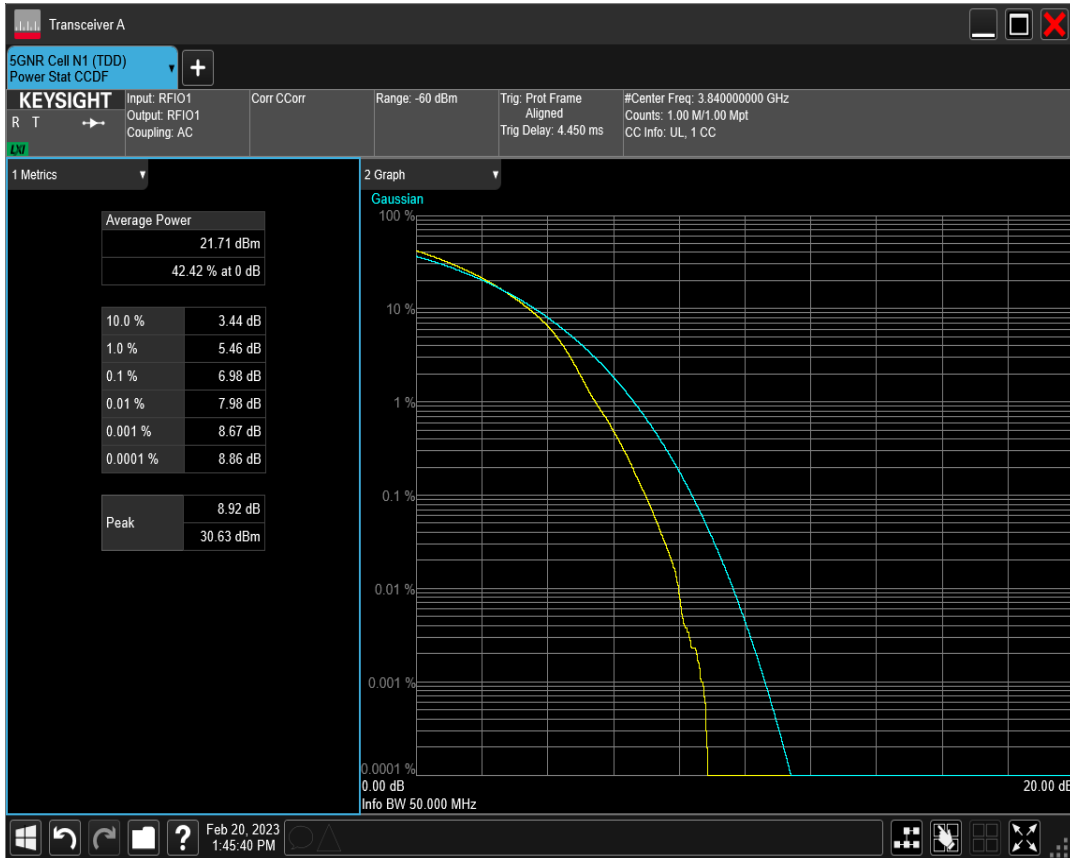 Transceiver A
5GNR Cell N1 (TDD)
Power Stat CCDF
+
KEYSIGHT
R T
LXI
Input: RFIO1
Output: RFIO1
Coupling: AC
Corr CCorr
Range: -60 dBm
Trig: Prot Frame
Aligned
Trig Delay: 4.450 ms
#Center Freq: 3.840000000 GHz
Counts: 1.00 M/1.00 Mpt
CC Info: UL, 1 CC
1 Metrics
Average Power
21.71 dBm
42.42 % at 0 dB
10.0 % 3.44 dB
1.0 % 5.46 dB
0.1 % 6.98 dB
0.01 % 7.98 dB
0.001 % 8.67 dB
0.0001 % 8.86 dB
Peak
8.92 dB
30.63 dBm
2 Graph
Gaussian
100 %
10 %
1 %
0.1 %
0.01 %
0.001 %
0.0001 %
0.00 dB 20.00 dB
Info BW 50.000 MHz
?
Feb 20, 2023
1:45:40 PM